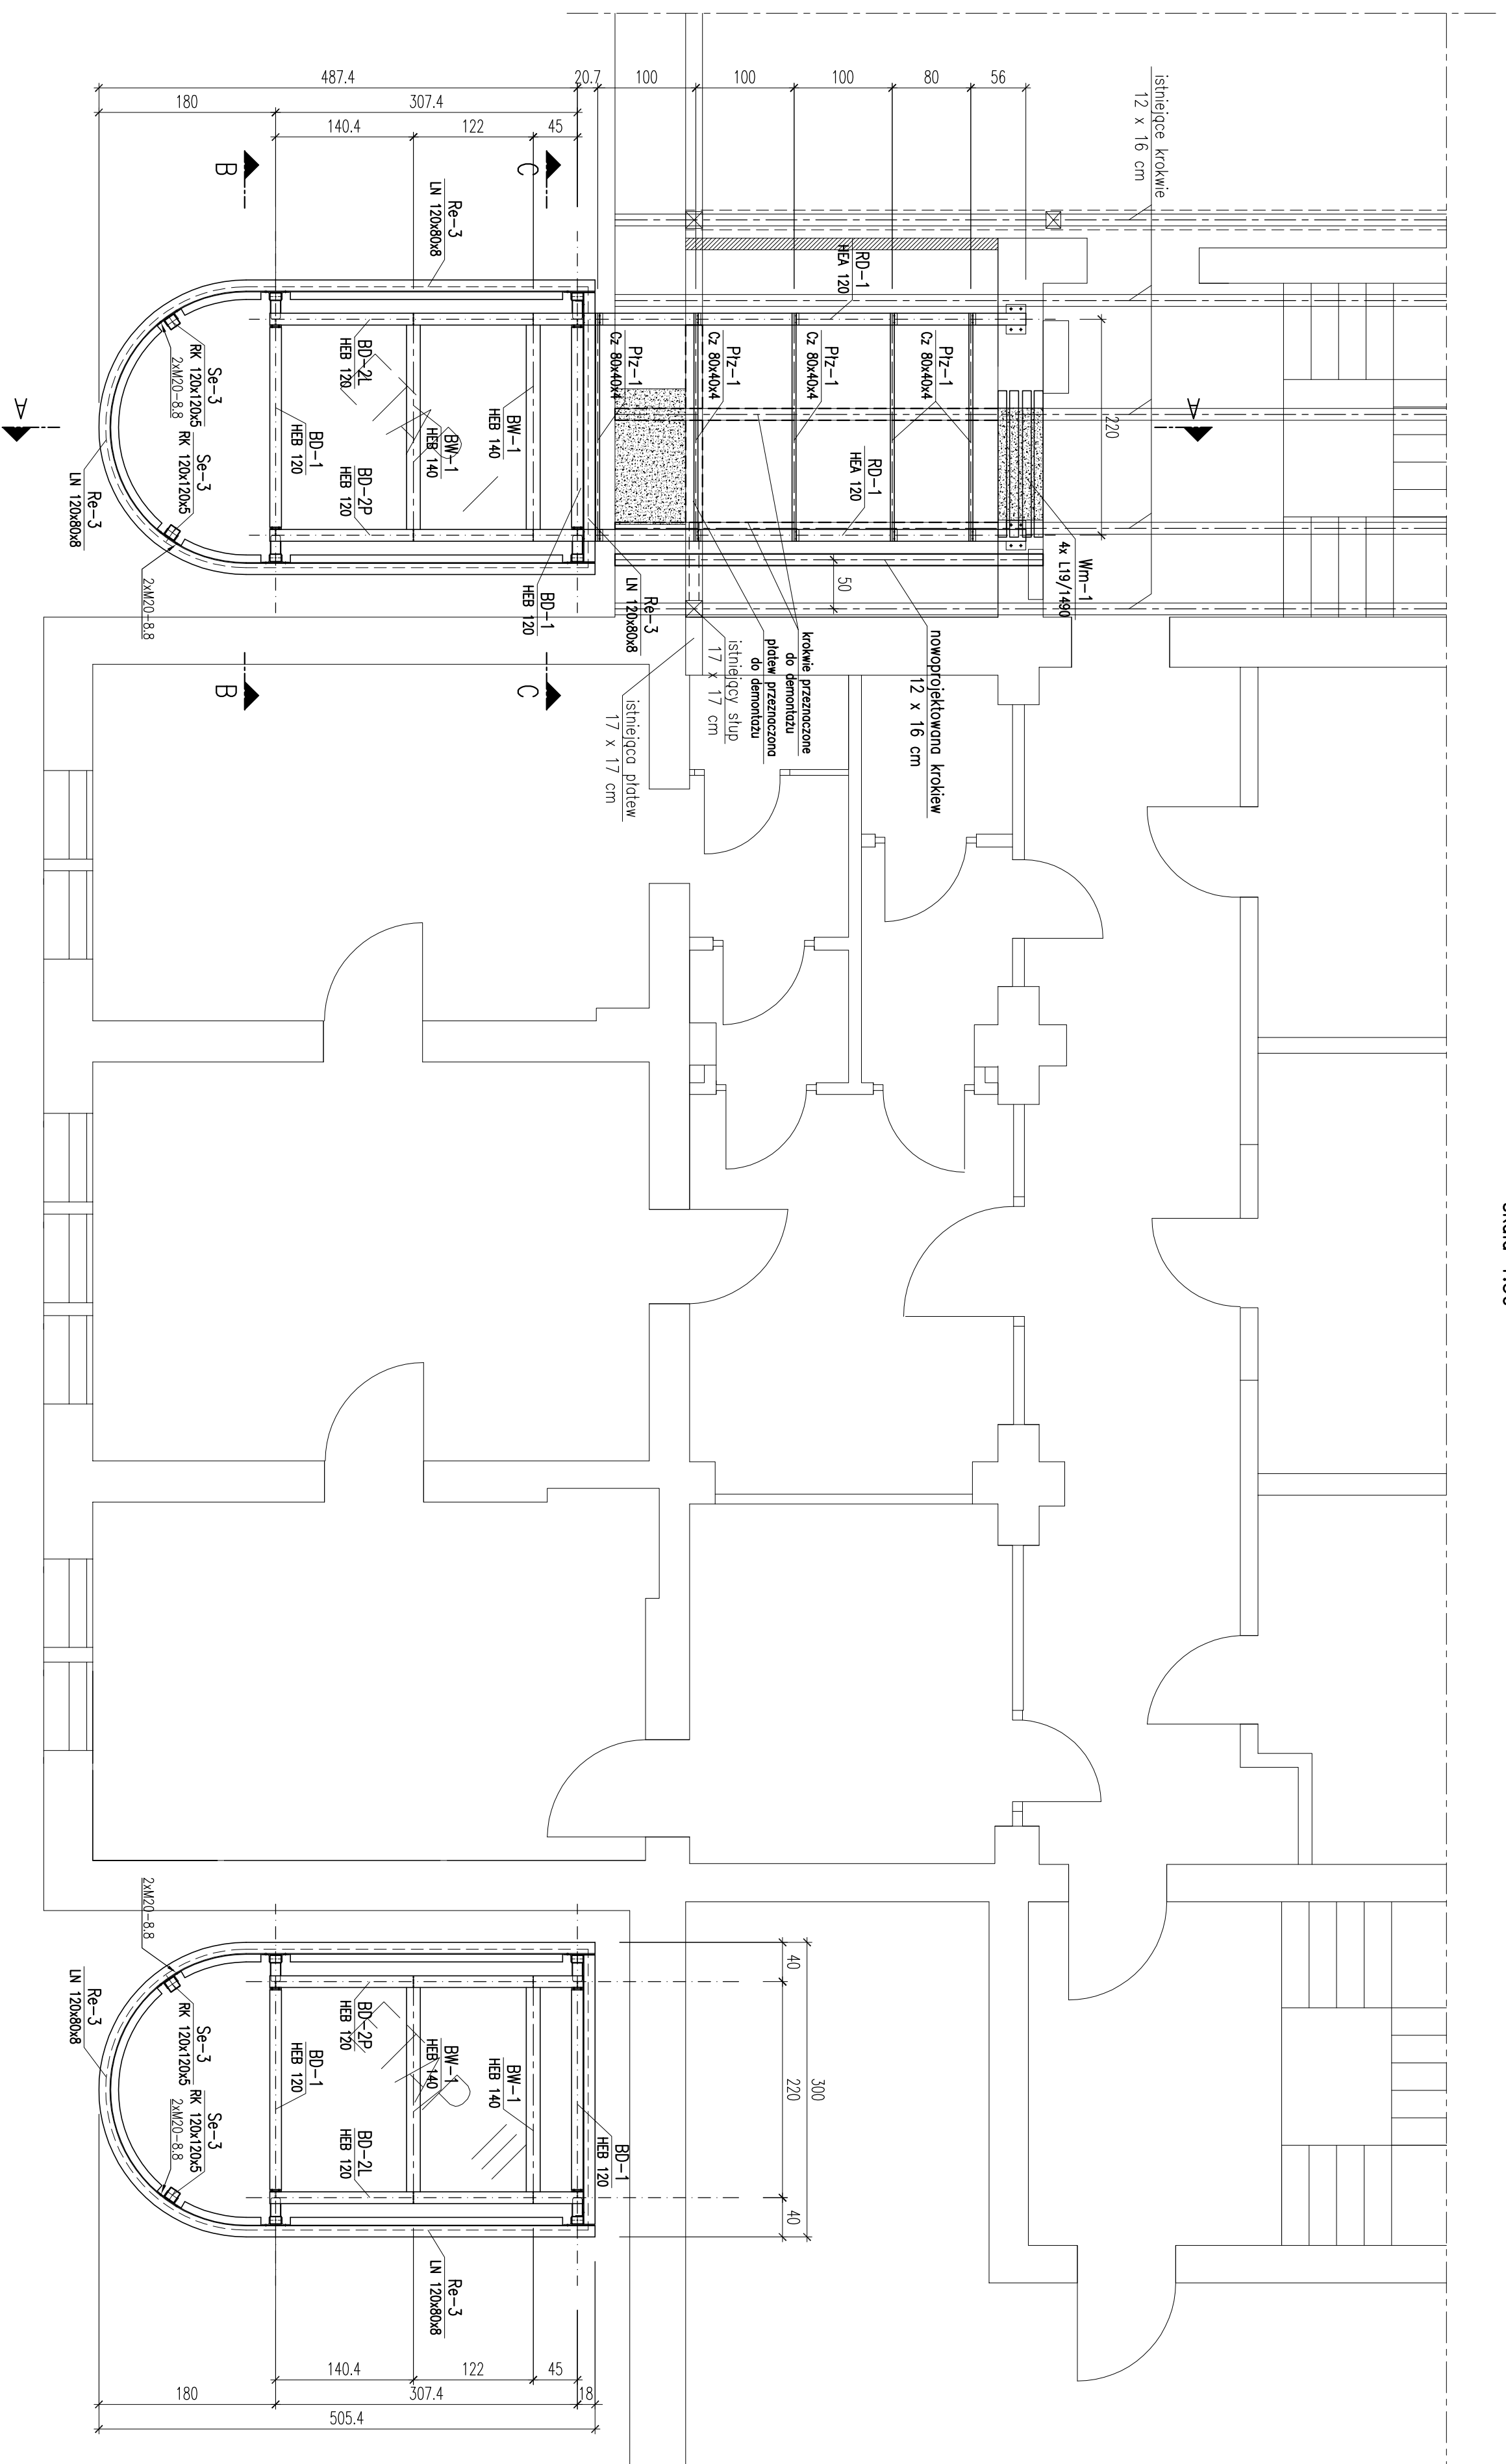 487.4
20.7
100
100
100
80
56
180
307.4
140.4
122
45
istniejące krokwie
12 x 16 cm
B
C
Re-3
LN 120x80x8
RD-1
HEA 120
Płz-1
Cz 80x40x4
Płz-1
Cz 80x40x4
Płz-1
Cz 80x40x4
Płz-1
Cz 80x40x4
Se-3
RK 120x120x5
2xM20-8.8
BD-2L
HEB 120
BW-1
HEB 140
BW-1
HEB 140
BD-1
HEB 120
BD-2P
HEB 120
Se-3
RK 120x120x5
Re-3
LN 120x80x8
2xM20-8.8
A
A
220
RD-1
HEA 120
Wm-1
4x L19/1490
50
BD-1
HEB 120
Re-3
LN 120x80x8
nowoprojektowana krokiew
12 x 16 cm
krokwie przeznaczone
do demontażu
płatew przeznaczona
do demontażu
istniejący słup
17 x 17 cm
istniejąca płatew
17 x 17 cm
B
C
2xM20-8.8
Re-3
LN 120x80x8
Se-3
RK 120x120x5
Se-3
RK 120x120x5
2xM20-8.8
BD-2P
HEB 120
BD-1
HEB 120
BW-1
HEB 140
BW-1
HEB 140
BD-2L
HEB 120
BD-1
HEB 120
Re-3
LN 120x80x8
40
220
40
300
140.4
122
45
180
307.4
18
505.4